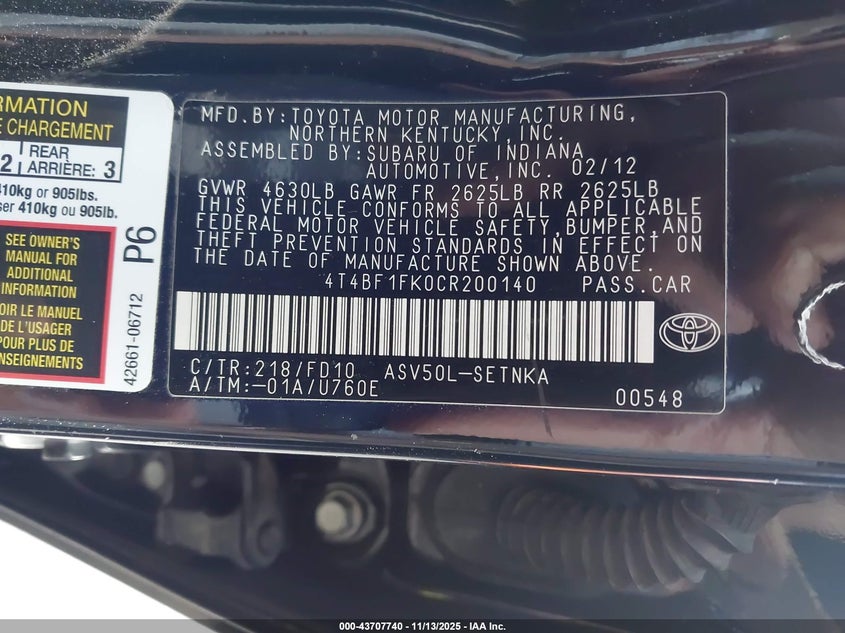 RMATION
E CHARGEMENT
2 REAR ARRIÈRE: 3
410kg or 905lbs.
ser 410kg ou 905lb.
SEE OWNER'S
MANUAL FOR
ADDITIONAL
INFORMATION
OIR LE MANUEL
DE L'USAGER
POUR PLUS DE
ENSEIGNEMENTS
P6
42661-06712
MFD.BY:TOYOTA MOTOR MANUFACTURING,
NORTHERN KENTUCKY,INC.
ASSEMBLED BY:SUBARU OF INDIANA
AUTOMOTIVE,INC. 02/12
GVWR 4630LB GAWR FR 2625LB RR 2625LB
THIS VEHICLE CONFORMS TO ALL APPLICABLE
FEDERAL MOTOR VEHICLE SAFETY,BUMPER,AND
THEFT PREVENTION STANDARDS IN EFFECT ON
THE DATE OF MANUFACTURE SHOWN ABOVE.
4T4BF1FK0CR200140 PASS.CAR
C/TR:218/FD10 ASV50L-SETNKA
A/TM:-01A/U760E
00548
000-43707740 - 11/13/2025 - IAA Inc.